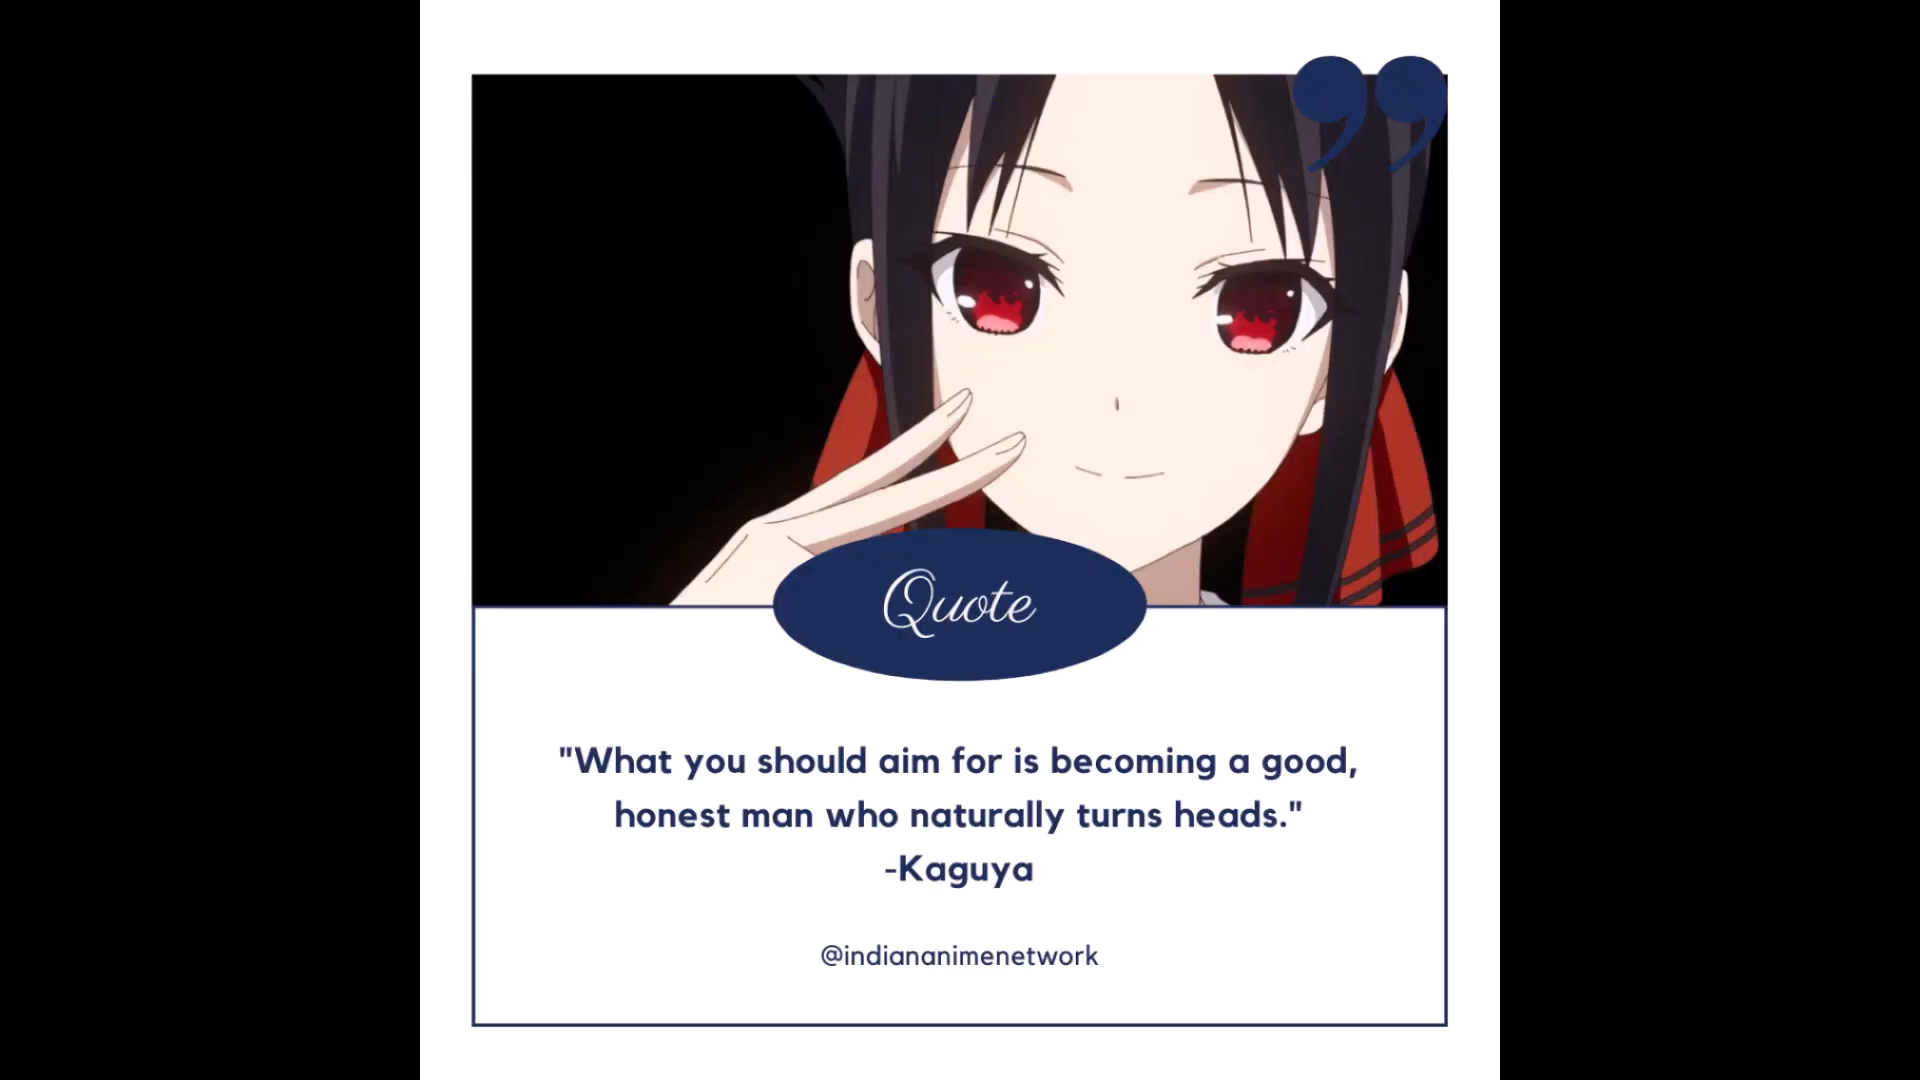 Quote
"What you should aim for is becoming a good,
honest man who naturally turns heads."
-Kaguya
@indiananimenetwork